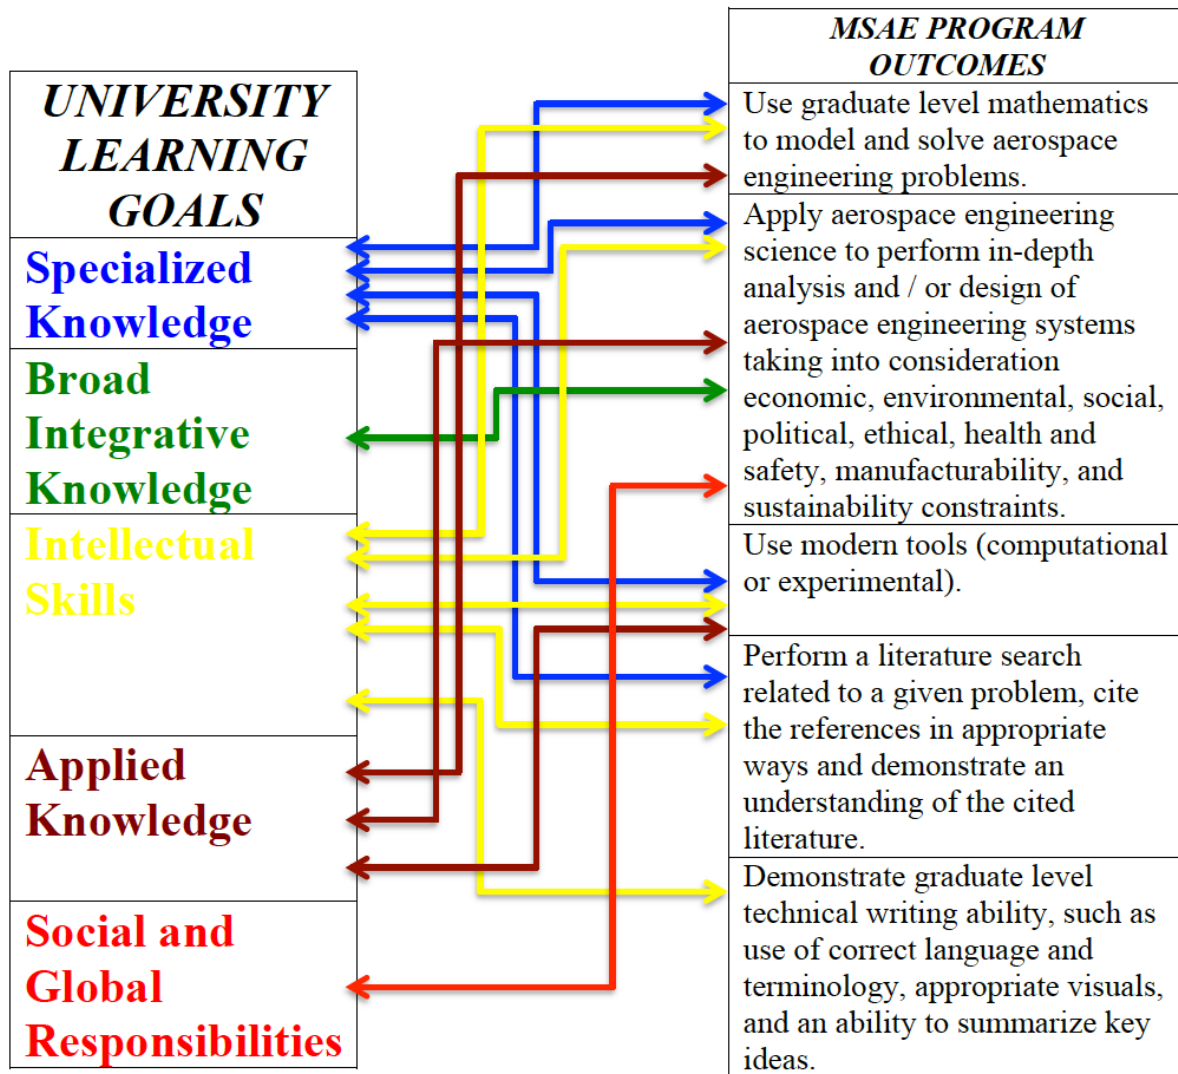 UNIVERSITY
LEARNING
GOALS
Specialized
Knowledge
Broad
Integrative
Knowledge
Intellectual
Skills
Applied
Knowledge
Social and
Global
Responsibilities
MSAE PROGRAM
OUTCOMES
Use graduate level mathematics
to model and solve aerospace
engineering problems.
Apply aerospace engineering
science to perform in-depth
analysis and / or design of
aerospace engineering systems
taking into consideration
economic, environmental, social,
political, ethical, health and
safety, manufacturability, and
sustainability constraints.
Use modern tools (computational
or experimental).
Perform a literature search
related to a given problem, cite
the references in appropriate
ways and demonstrate an
understanding of the cited
literature.
Demonstrate graduate level
technical writing ability, such as
use of correct language and
terminology, appropriate visuals,
and an ability to summarize key
ideas.